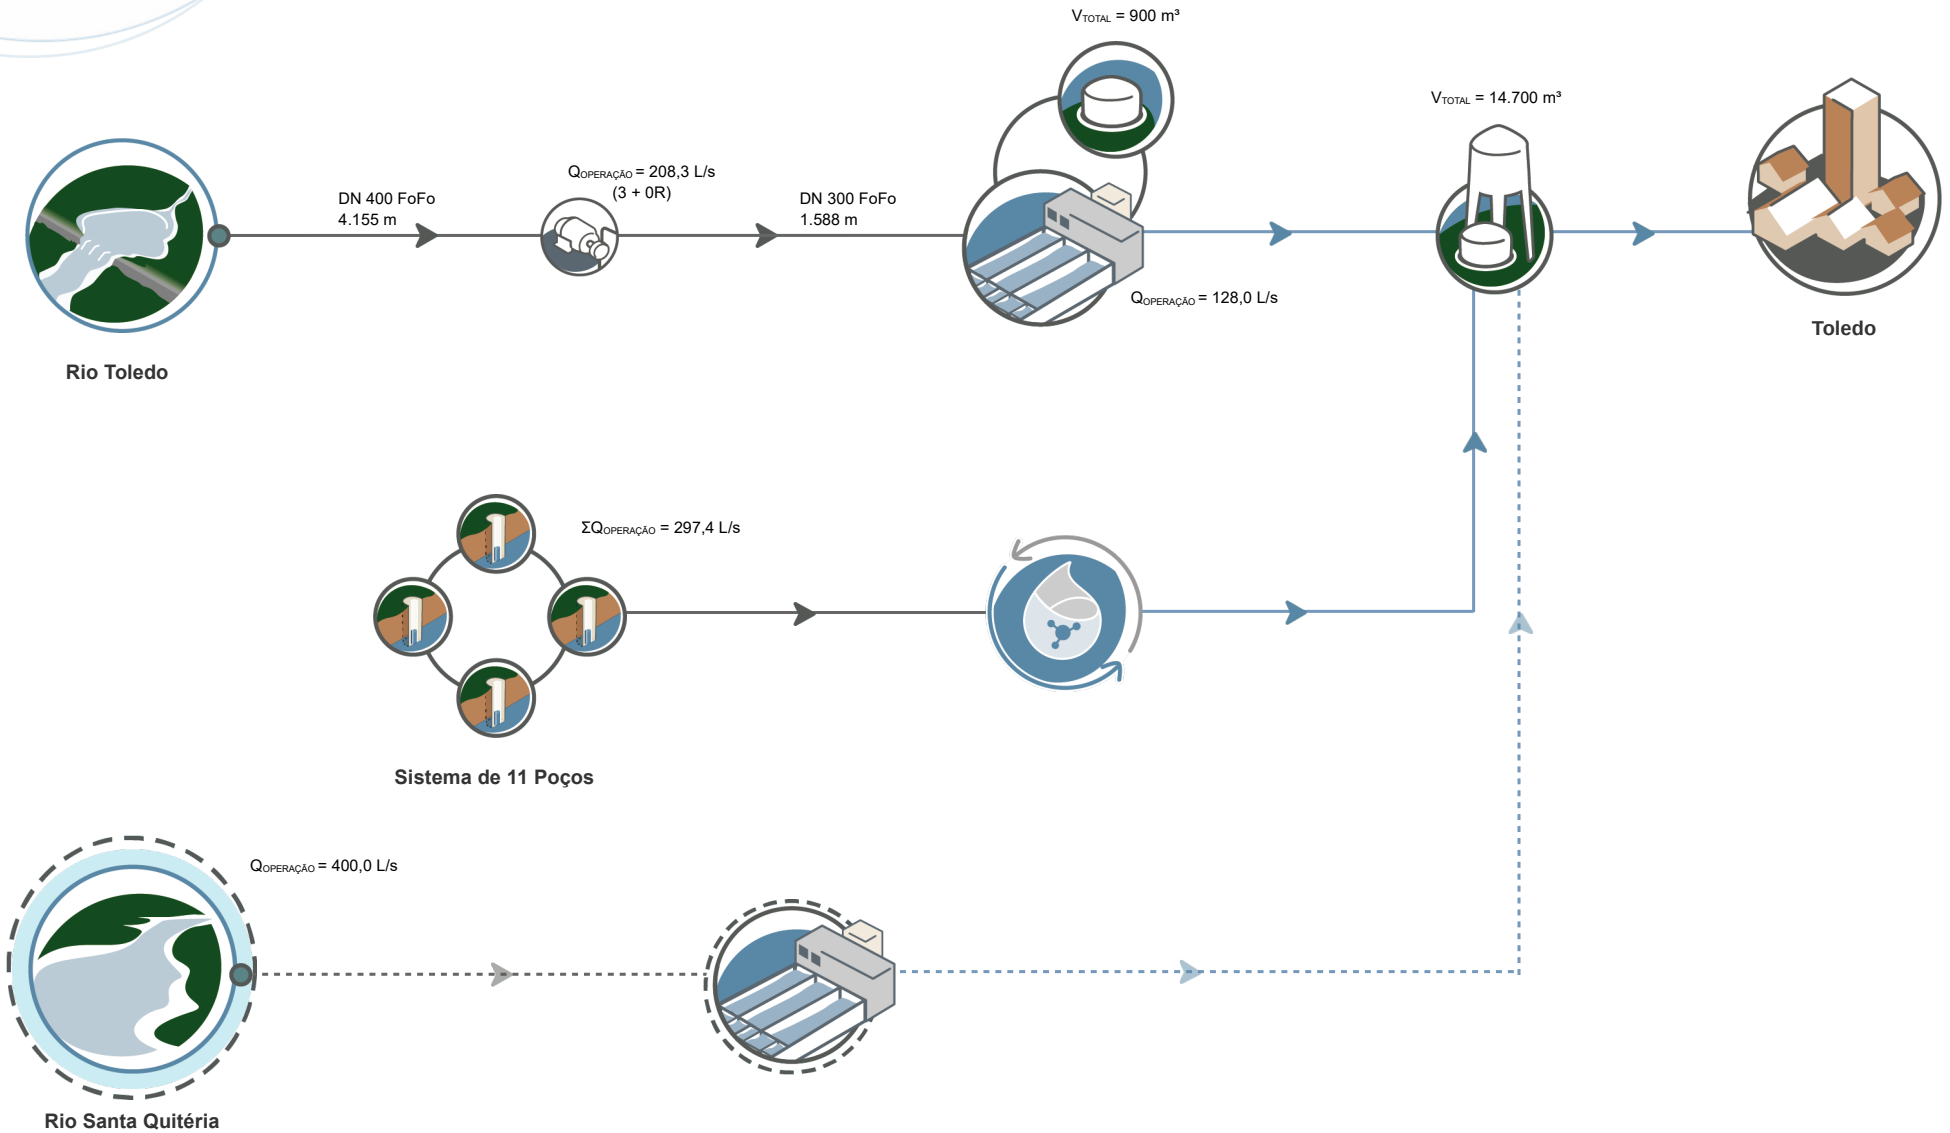 VTOTAL = 900 m³
VTOTAL = 14.700 m³
QOPERAÇÃO = 208,3 L/s
(3 + 0R)
DN 400 FoFo
4.155 m
DN 300 FoFo
1.588 m
QOPERAÇÃO = 128,0 L/s
Toledo
Rio Toledo
ΣQOPERAÇÃO = 297,4 L/s
Sistema de 11 Poços
QOPERAÇÃO = 400,0 L/s
Rio Santa Quitéria